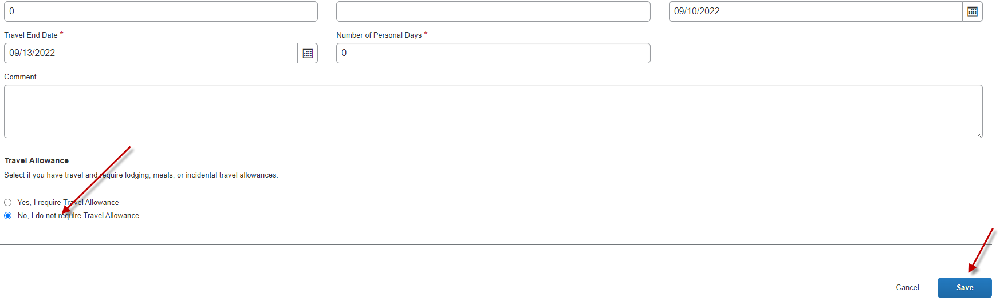 0
09/10/2022
Travel End Date *
Number of Personal Days *
09/13/2022
0
Comment
Travel Allowance
Select if you have travel and require lodging, meals, or incidental travel allowances.
Yes, I require Travel Allowance
No, I do not require Travel Allowance
Cancel
Save